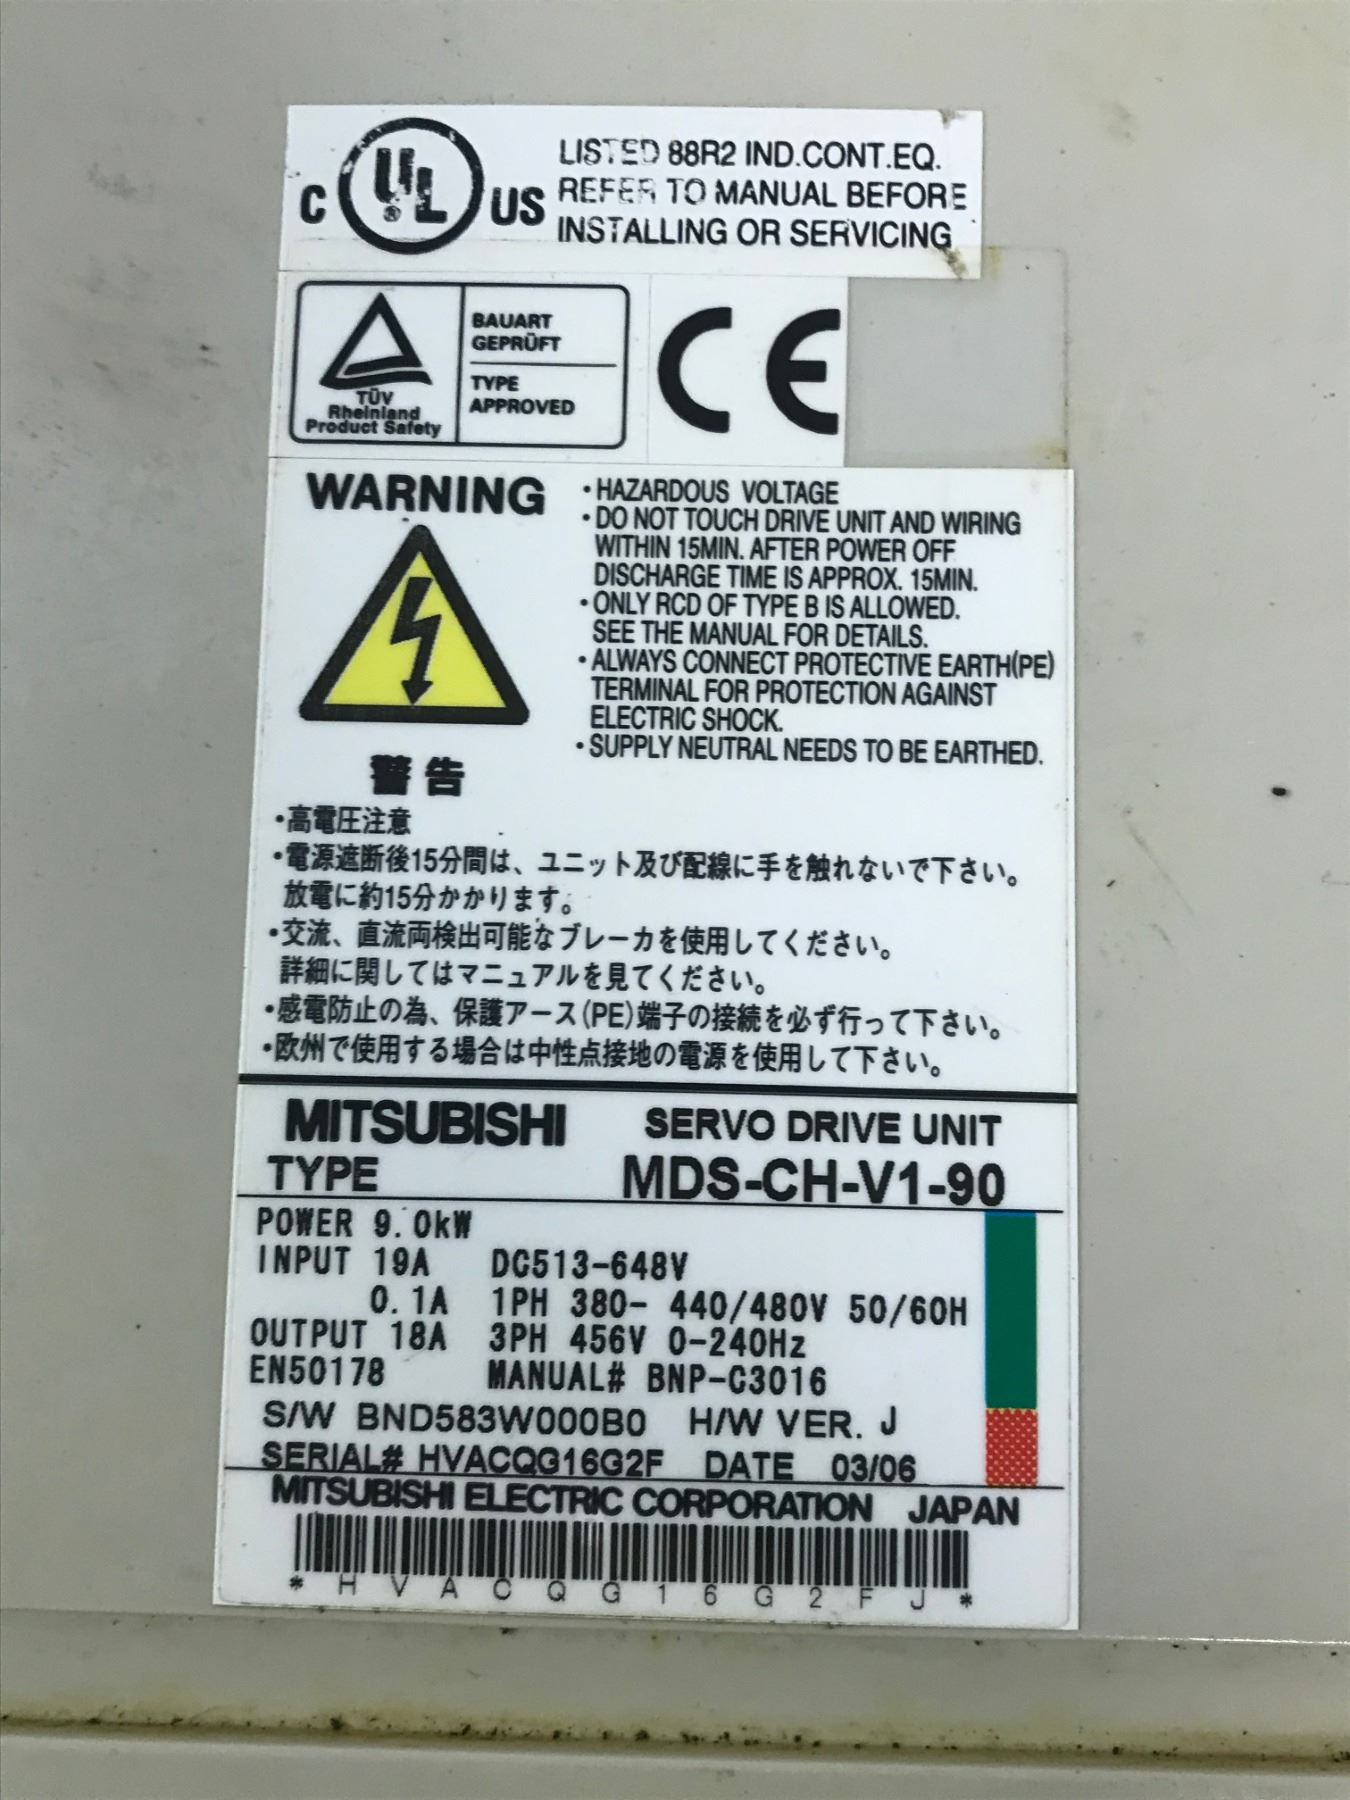 C UL® US
LISTED 88R2 IND.CONT.EQ.
REFER TO MANUAL BEFORE
INSTALLING OR SERVICING
TÜV
Rheinland
Product Safety
BAUART
GEPRÜFT
TYPE
APPROVED
CE
WARNING
・HAZARDOUS VOLTAGE
・DO NOT TOUCH DRIVE UNIT AND WIRING
WITHIN 15MIN. AFTER POWER OFF
DISCHARGE TIME IS APPROX. 15MIN.
・ONLY RCD OF TYPE B IS ALLOWED.
SEE THE MANUAL FOR DETAILS.
・ALWAYS CONNECT PROTECTIVE EARTH(PE)
TERMINAL FOR PROTECTION AGAINST
ELECTRIC SHOCK.
・SUPPLY NEUTRAL NEEDS TO BE EARTHED.
警告
・高電圧注意
・電源遮断後15分間は、ユニット及び配線に手を触れないで下さい。
放電に約15分かかります。
・交流、直流両検出可能なブレーカを使用してください。
詳細に関してはマニュアルを見てください。
・感電防止の為、保護アース(PE)端子の接続を必ず行って下さい。
・欧州で使用する場合は中性点接地の電源を使用して下さい。
MITSUBISHI SERVO DRIVE UNIT
TYPE MDS-CH-V1-90
POWER 9.0kW
INPUT 19A DC513-648V
0.1A 1PH 380- 440/480V 50/60H
OUTPUT 18A 3PH 456V 0-240Hz
EN50178 MANUAL# BNP-C3016
S/W BND583W000B0 H/W VER. J
SERIAL# HVACQG16G2F DATE 03/06
MITSUBISHI ELECTRIC CORPORATION JAPAN
* H V A C Q G 1 6 G 2 F J *